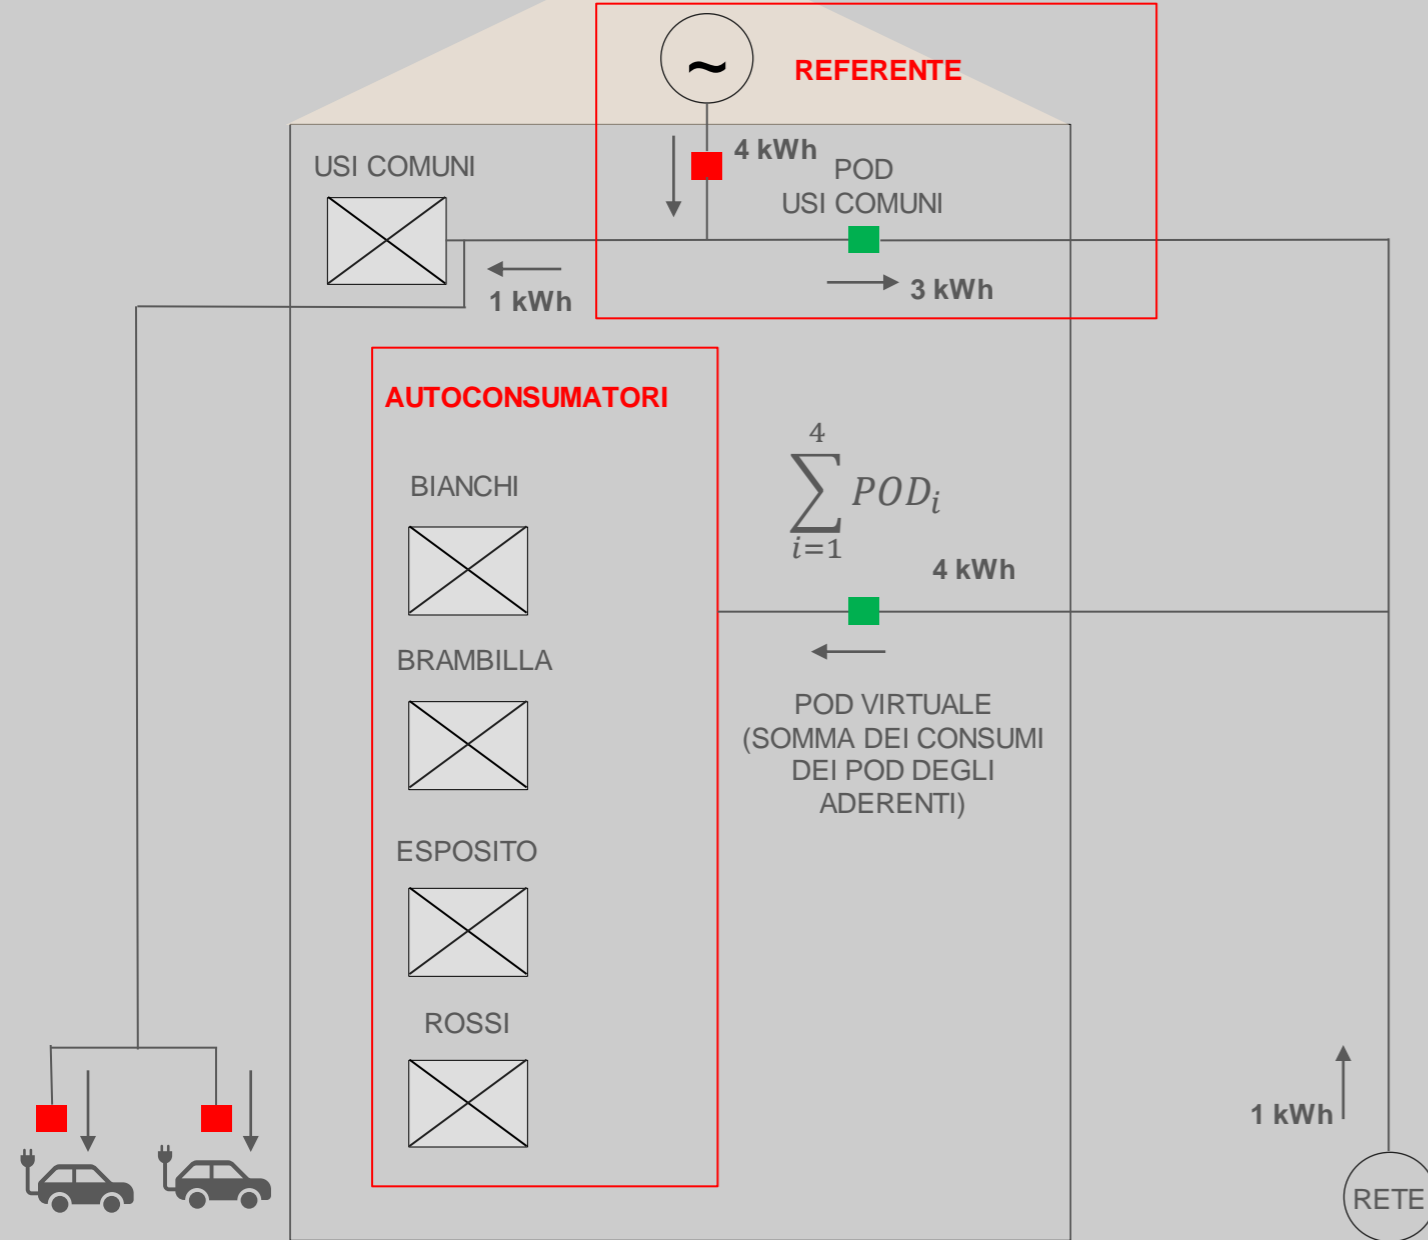 ~
REFERENTE
4 kWh
USI COMUNI
POD
USI COMUNI
1 kWh
3 kWh
AUTOCONSUMATORI
BIANCHI
4
∑ POD_i
i=1
4 kWh
BRAMBILLA
POD VIRTUALE
(SOMMA DEI CONSUMI
DEI POD DEGLI
ADERENTI)
ESPOSITO
ROSSI
1 kWh
RETE